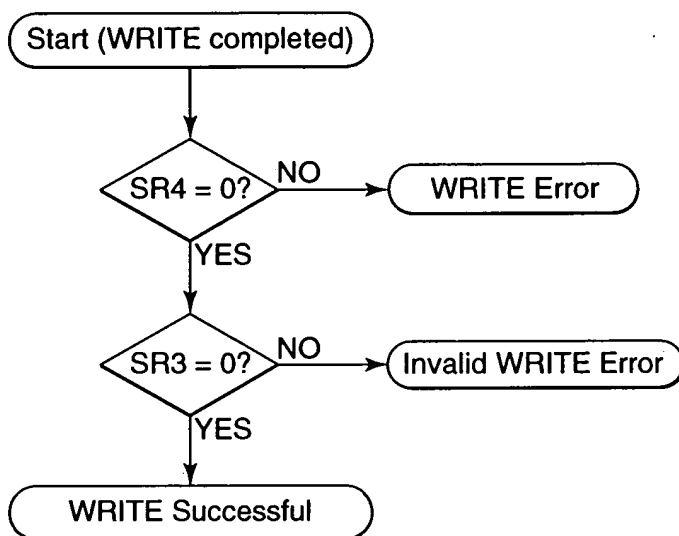 Start (WRITE completed)
SR4 = 0?
NO
WRITE Error
YES
SR3 = 0?
NO
Invalid WRITE Error
YES
WRITE Successful